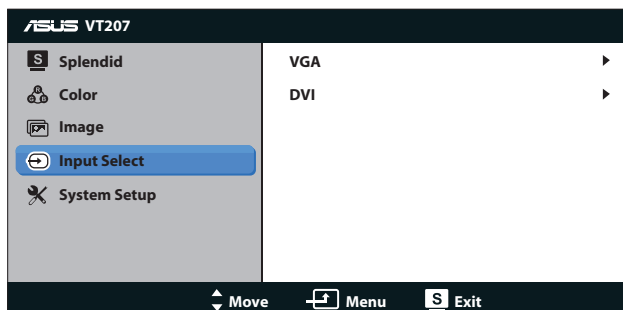 ASUS VT207
S Splendid
Color
Image
Input Select
System Setup
VGA
DVI
Move Menu S Exit